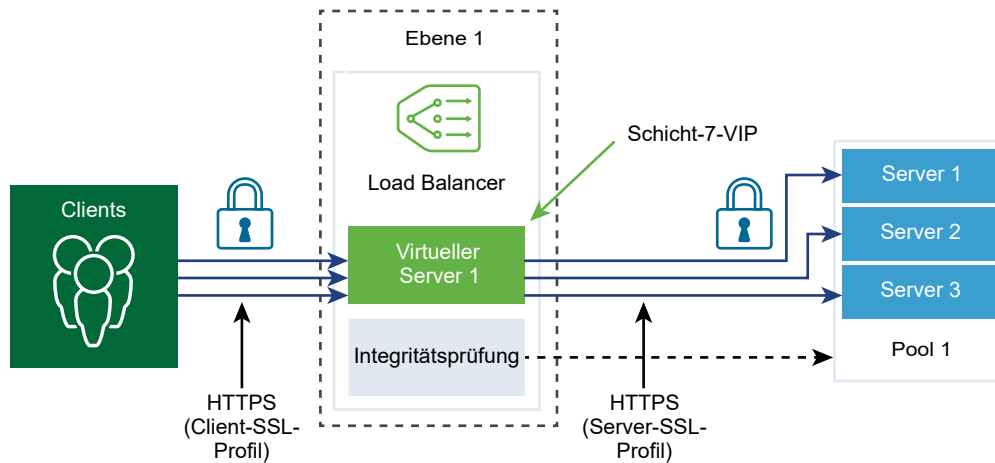 Ebene 1
Load Balancer
Schicht-7-VIP
Clients
Virtueller
Server 1
Server 1
Server 2
Server 3
Pool 1
Integritätsprüfung
HTTPS
(Client-SSL-
Profil)
HTTPS
(Server-SSL-
Profil)